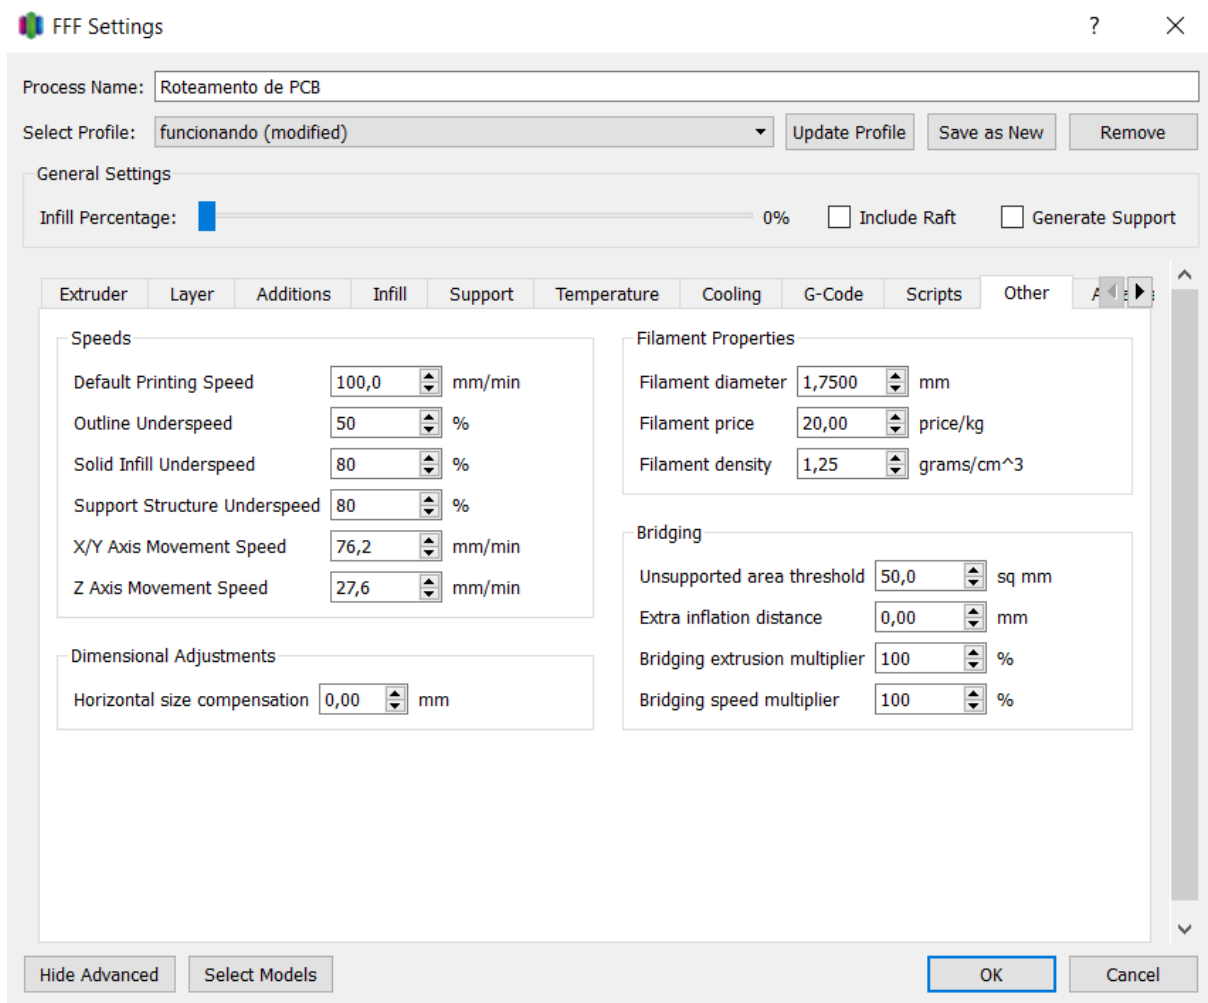 FFF Settings
?
Process Name: Roteamento de PCB
Select Profile: funcionando (modified) Update Profile Save as New Remove
General Settings
Infill Percentage: 0% Include Raft Generate Support
Extruder Layer Additions Infill Support Temperature Cooling G-Code Scripts Other
Speeds
Default Printing Speed 100,0 mm/min
Outline Underspeed 50 %
Solid Infill Underspeed 80 %
Support Structure Underspeed 80 %
X/Y Axis Movement Speed 76,2 mm/min
Z Axis Movement Speed 27,6 mm/min
Dimensional Adjustments
Horizontal size compensation 0,00 mm
Filament Properties
Filament diameter 1,7500 mm
Filament price 20,00 price/kg
Filament density 1,25 grams/cm^3
Bridging
Unsupported area threshold 50,0 sq mm
Extra inflation distance 0,00 mm
Bridging extrusion multiplier 100 %
Bridging speed multiplier 100 %
Hide Advanced Select Models OK Cancel